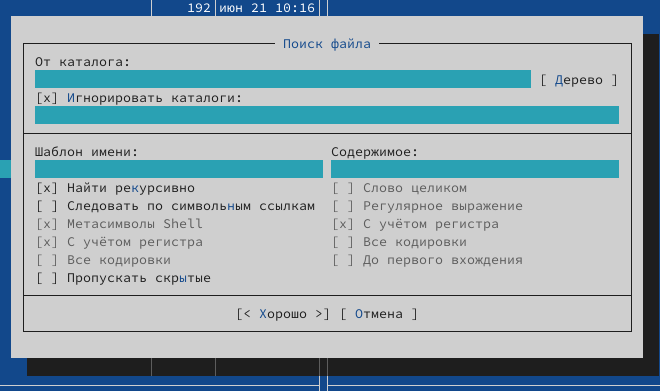 192 июн 21 10:16
Поиск файла
От каталога:
[ Дерево ]
[x] Игнорировать каталоги:
Шаблон имени: Содержимое:
[x] Найти рекурсивно [ ] Слово целиком
[ ] Следовать по символьным ссылкам [ ] Регулярное выражение
[x] Метасимволы Shell [x] С учётом регистра
[x] С учётом регистра [ ] Все кодировки
[ ] Все кодировки [ ] До первого вхождения
[ ] Пропускать скрытые
[< Хорошо >] [ Отмена ]